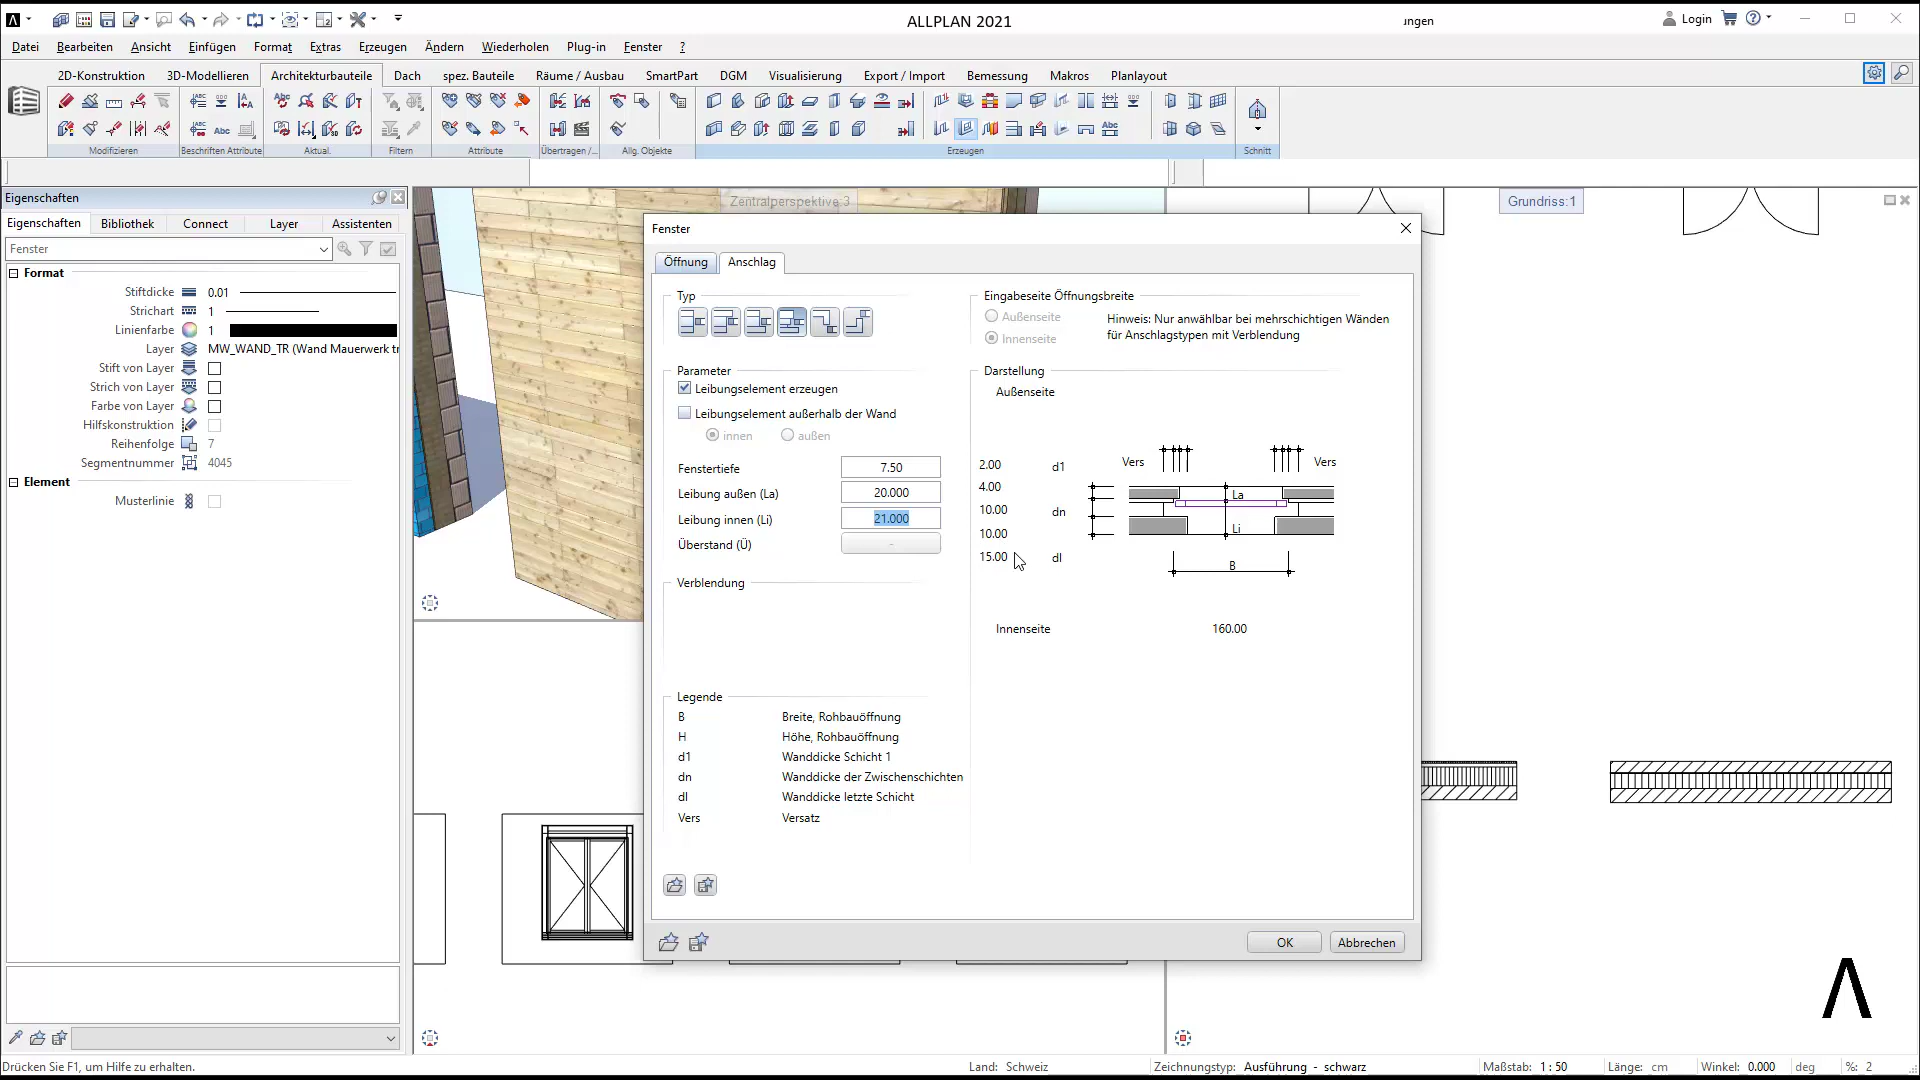 ALLPLAN 2021
ungen
Login
Datei Bearbeiten Ansicht Einfügen Format Extras Erzeugen Ändern Wiederholen Plug-in Fenster ?
2D-Konstruktion 3D-Modellieren Architekturbauteile Dach spez. Bauteile Räume / Ausbau SmartPart DGM Visualisierung Export / Import Bemessung Makros Planlayout
Modifizieren Beschriften Attribute Aktual. Filtern Attribute Übertragen /... Allg. Objekte Erzeugen Schnitt
Eigenschaften
Eigenschaften Bibliothek Connect Layer Assistenten
Fenster
Format
Stiftdicke 0.01
Strichart 1
Linienfarbe 1
Layer MW_WAND_TR (Wand Mauerwerk tr
Stift von Layer
Strich von Layer
Farbe von Layer
Hilfskonstruktion
Reihenfolge 7
Segmentnummer 4045
Element
Musterlinie
Zentralperspektive:3
Grundriss:1
Fenster
Öffnung Anschlag
Typ
Eingabeseite Öffnungsbreite
Außenseite
Innenseite
Hinweis: Nur anwählbar bei mehrschichtigen Wänden
für Anschlagstypen mit Verblendung
Parameter
Leibungselement erzeugen
Leibungselement außerhalb der Wand
innen außen
Fenstertiefe 7.50
Leibung außen (La) 20.000
Leibung innen (Li) 21.000
Überstand (Ü) -
Verblendung
Darstellung
Außenseite
2.00 d1
4.00
10.00 dn
10.00
15.00 dl
Vers Vers
La
Li
B
Innenseite 160.00
Legende
B Breite, Rohbauöffnung
H Höhe, Rohbauöffnung
d1 Wanddicke Schicht 1
dn Wanddicke der Zwischenschichten
dl Wanddicke letzte Schicht
Vers Versatz
OK Abbrechen
Drücken Sie F1, um Hilfe zu erhalten.
Land: Schweiz
Zeichnungstyp: Ausführung - schwarz
Maßstab: 1 : 50
Länge: cm
Winkel: 0.000 deg
%: 2